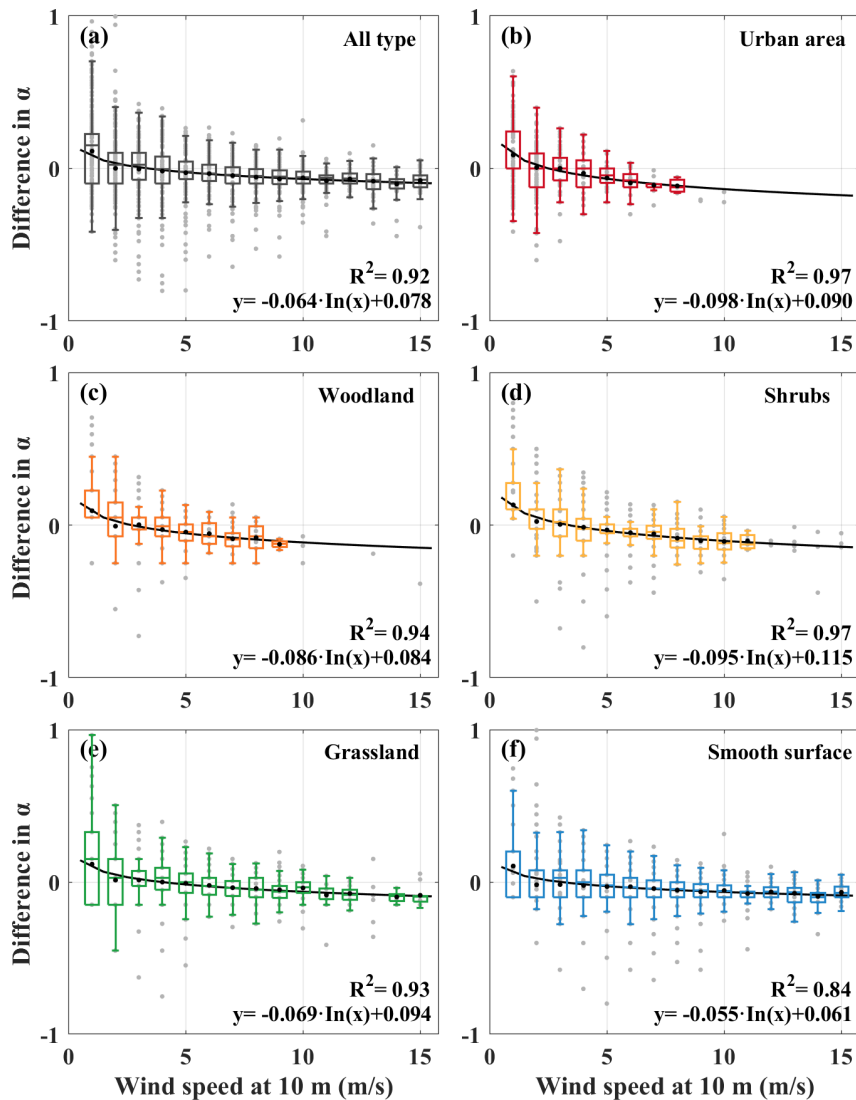 (a) All type
1
0
-1
Difference in α
R²= 0.92
y= -0.064·In(x)+0.078
0 5 10 15
(b) Urban area
1
0
-1
R²= 0.97
y= -0.098·In(x)+0.090
0 5 10 15
(c) Woodland
1
0
-1
Difference in α
R²= 0.94
y= -0.086·In(x)+0.084
0 5 10 15
(d) Shrubs
1
0
-1
R²= 0.97
y= -0.095·In(x)+0.115
0 5 10 15
(e) Grassland
1
0
-1
Difference in α
R²= 0.93
y= -0.069·In(x)+0.094
0 5 10 15
Wind speed at 10 m (m/s)
(f) Smooth surface
1
0
-1
R²= 0.84
y= -0.055·In(x)+0.061
0 5 10 15
Wind speed at 10 m (m/s)